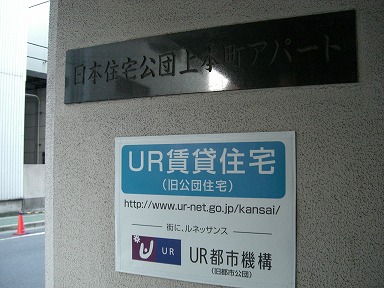 日本住宅公団上本町アパート
UR賃貸住宅
(旧公団住宅)
http://www.ur-net.go.jp/kansai/
街に、ルネッサンス
UR
UR都市機構
(旧都市公団)